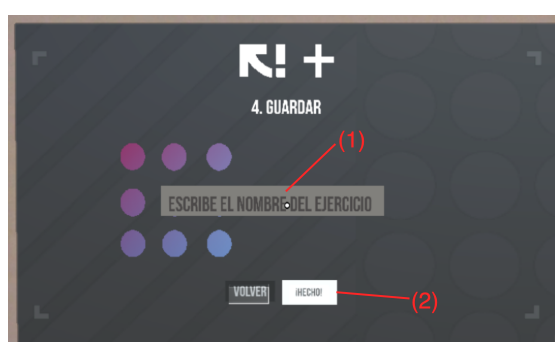 ! +
4. GUARDAR
(1)
ESCRIBE EL NOMBRE DEL EJERCICIO
VOLVER ¡HECHO!
(2)